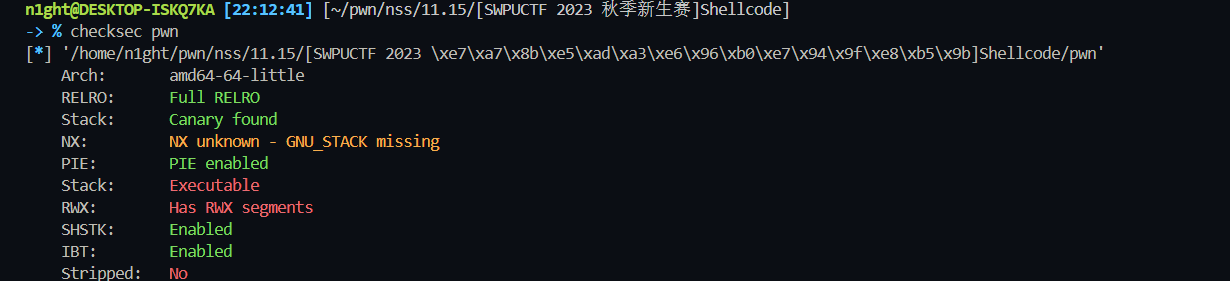 n1ght@DESKTOP-ISKQ7KA [22:12:41] [~/pwn/nss/11.15/[SWPUCTF 2023 秋季新生赛]Shellcode]
-> % checksec pwn
[*] '/home/n1ght/pwn/nss/11.15/[SWPUCTF 2023 \xe7\xa7\x8b\xe5\xad\xa3\xe6\x96\xb0\xe7\x94\x9f\xe8\xb5\x9b]Shellcode/pwn'
Arch: amd64-64-little
RELRO: Full RELRO
Stack: Canary found
NX: NX unknown - GNU_STACK missing
PIE: PIE enabled
Stack: Executable
RWX: Has RWX segments
SHSTK: Enabled
IBT: Enabled
Stripped: No